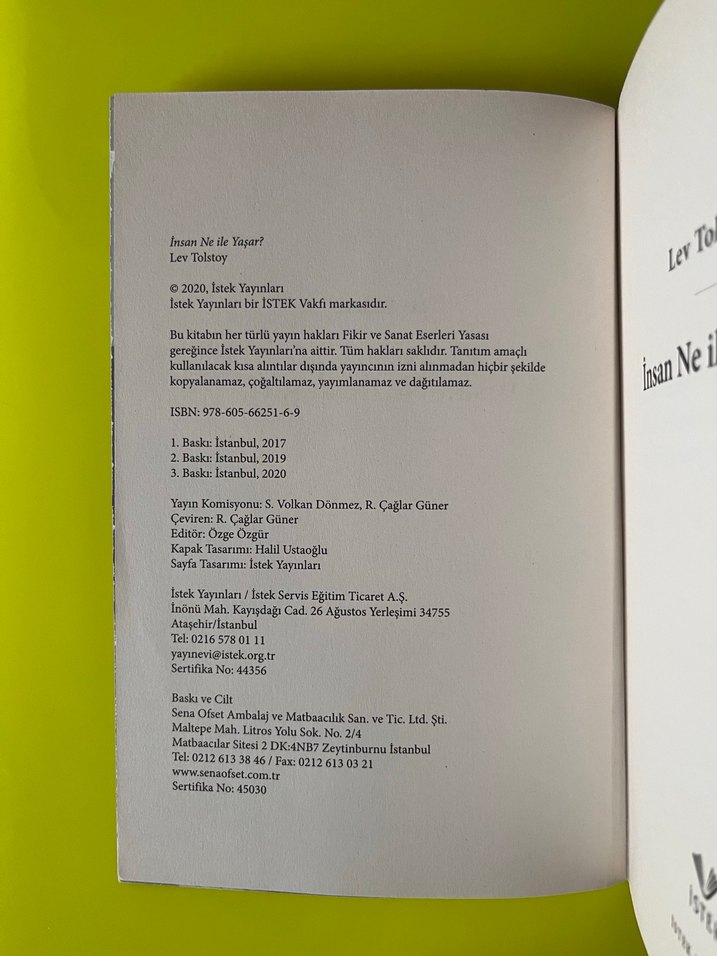 İnsan Ne ile Yaşar?
Lev Tolstoy
© 2020, İstek Yayınları
İstek Yayınları bir İSTEK Vakfı markasıdır.
Bu kitabın her türlü yayın hakları Fikir ve Sanat Eserleri Yasası
gereğince İstek Yayınları'na aittir. Tüm hakları saklıdır. Tanıtım amaçlı
kullanılacak kısa alıntılar dışında yayıncının izni alınmadan hiçbir şekilde
kopyalanamaz, çoğaltılamaz, yayımlanamaz ve dağıtılamaz.
ISBN: 978-605-66251-6-9
1. Baskı: İstanbul, 2017
2. Baskı: İstanbul, 2019
3. Baskı: İstanbul, 2020
Yayın Komisyonu: S. Volkan Dönmez, R. Çağlar Güner
Çeviren: R. Çağlar Güner
Editör: Özge Özgür
Kapak Tasarımı: Halil Ustaoğlu
Sayfa Tasarımı: İstek Yayınları
İstek Yayınları / İstek Servis Eğitim Ticaret A.Ş.
İnönü Mah. Kayışdağı Cad. 26 Ağustos Yerleşimi 34755
Ataşehir/İstanbul
Tel: 0216 578 01 11
yayınevi@istek.org.tr
Sertifika No: 44356
Baskı ve Cilt
Sena Ofset Ambalaj ve Matbaacılık San. ve Tic. Ltd. Şti.
Maltepe Mah. Litros Yolu Sok. No. 2/4
Matbaacılar Sitesi 2 DK:4NB7 Zeytinburnu İstanbul
Tel: 0212 613 38 46 / Fax: 0212 613 03 21
www.senaofset.com.tr
Sertifika No: 45030
Lev
İnsan Ne